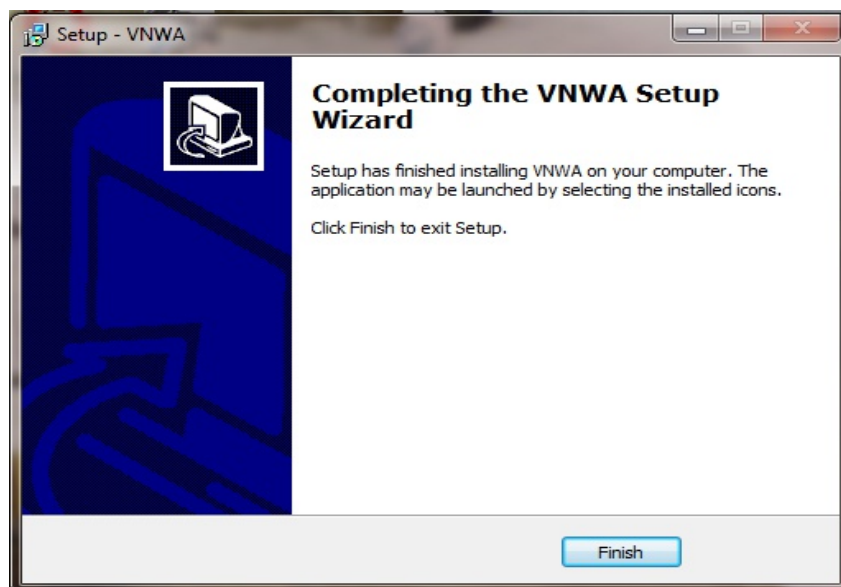 Setup - VNWA
Completing the VNWA Setup
Wizard
Setup has finished installing VNWA on your computer. The
application may be launched by selecting the installed icons.
Click Finish to exit Setup.
Finish